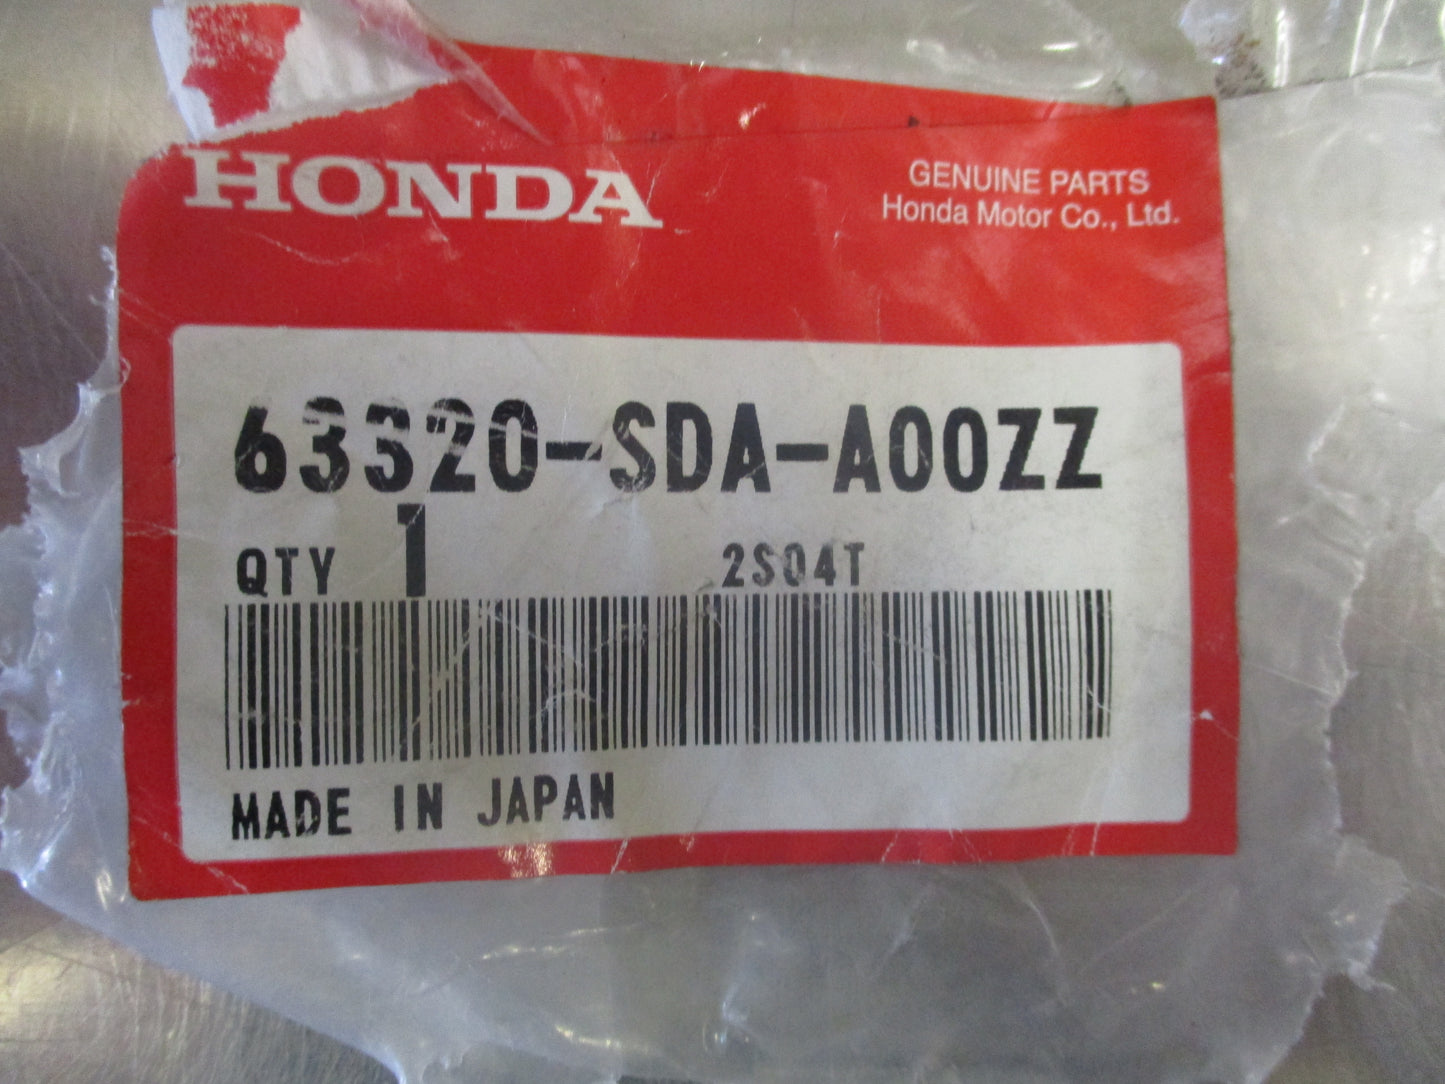 HONDA
GENUINE PARTS
Honda Motor Co., Ltd.
63320-SDA-A00ZZ
QTY 1 2S04T
MADE IN JAPAN